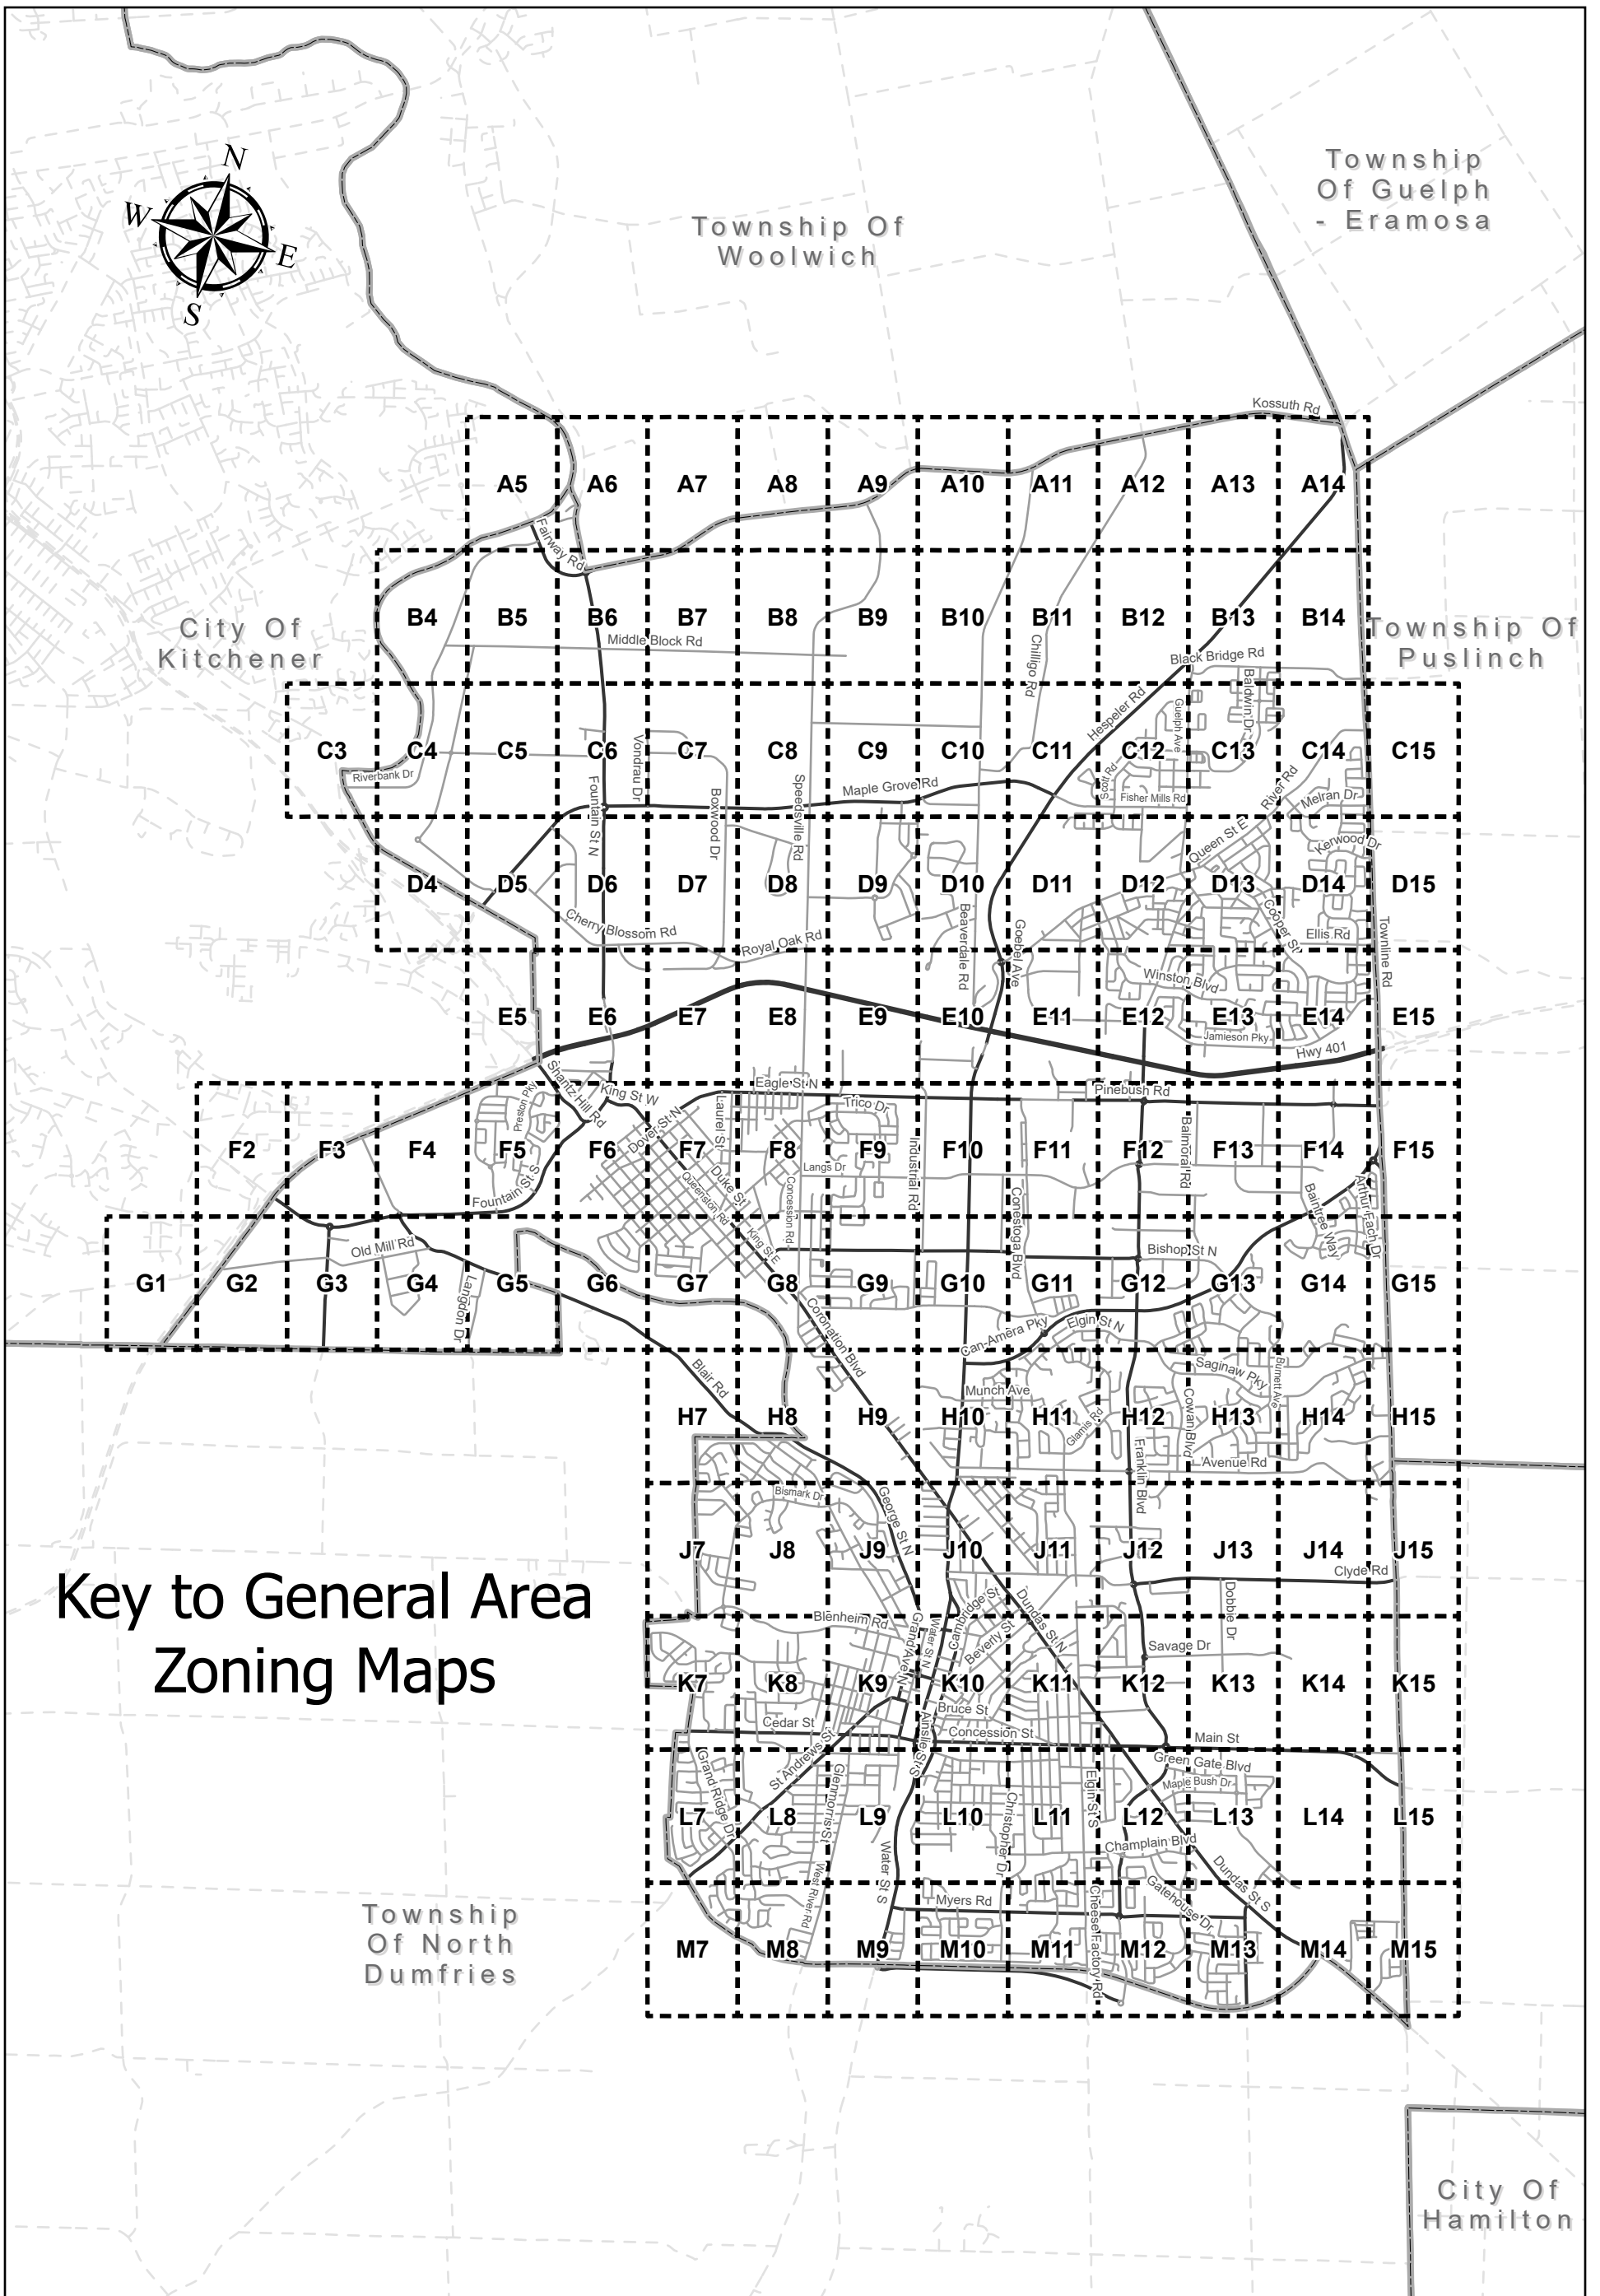 N
W
E
S
Township Of
Woolwich
Township
Of Guelph
- Eramosa
City Of
Kitchener
Township Of
Puslinch
Kossuth Rd
A5 A6 A7 A8 A9 A10 A11 A12 A13 A14
Fairway Rd
B4 B5 B6 B7 B8 B9 B10 B11 B12 B13 B14
Middle Block Rd
Chilligo Rd
Black Bridge Rd
Baldwin Dr
Guelph Ave
Hespeler Rd
C3 C4 C5 C6 C7 C8 C9 C10 C11 C12 C13 C14 C15
Riverbank Dr
Vondrau Dr
Fountain St N
Boxwood Dr
Speedsville Rd
Maple Grove Rd
Scott Rd
Fisher Mills Rd
River Rd
Melran Dr
Queen St E
Kerwood Dr
D4 D5 D6 D7 D8 D9 D10 D11 D12 D13 D14 D15
Cherry Blossom Rd
Royal Oak Rd
Beaverdale Rd
Goebel Ave
Cooper St
Ellis Rd
Townline Rd
Winston Blvd
E5 E6 E7 E8 E9 E10 E11 E12 E13 E14 E15
Jamieson Pky
Hwy 401
Shantz Hill Rd
Preston Pky
King St W
Eagle St N
Pinebush Rd
Dover St N
Laurel St
Trico Dr
F2 F3 F4 F5 F6 F7 F8 F9 F10 F11 F12 F13 F14 F15
Langs Dr
Industrial Rd
Balmoral Rd
Fountain St S
Duke St
Queenston Rd
Concession Rd
Conestoga Blvd
Baintree Way
Arthur Fach Dr
Old Mill Rd
King St E
Bishop St N
G1 G2 G3 G4 G5 G6 G7 G8 G9 G10 G11 G12 G13 G14 G15
Langdon Dr
Coronation Blvd
Can-Amera Pky
Elgin St N
Blair Rd
Munch Ave
Saginaw Pky
Burnett Ave
H7 H8 H9 H10 H11 H12 H13 H14 H15
Glamis Rd
Cowan Blvd
Franklin Blvd
Avenue Rd
Bismark Dr
George St N
J7 J8 J9 J10 J11 J12 J13 J14 J15
Clyde Rd
Key to General Area
Zoning Maps
Blenheim Rd
Grand Ave N
Water St N
Cambridge St
Beverly St
Dundas St N
Dobbie Dr
Savage Dr
K7 K8 K9 K10 K11 K12 K13 K14 K15
Cedar St
Bruce St
Concession St
Ainslie St S
Main St
Green Gate Blvd
Maple Bush Dr
Grand Ridge Dr
St Andrews St
Glenmorris St
L7 L8 L9 L10 L11 L12 L13 L14 L15
Christopher Dr
Elgin St S
Champlain Blvd
Water St S
West River Rd
Dundas St S
Gatehouse Dr
Myers Rd
Cheese Factory Rd
M7 M8 M9 M10 M11 M12 M13 M14 M15
Township
Of North
Dumfries
City Of
Hamilton